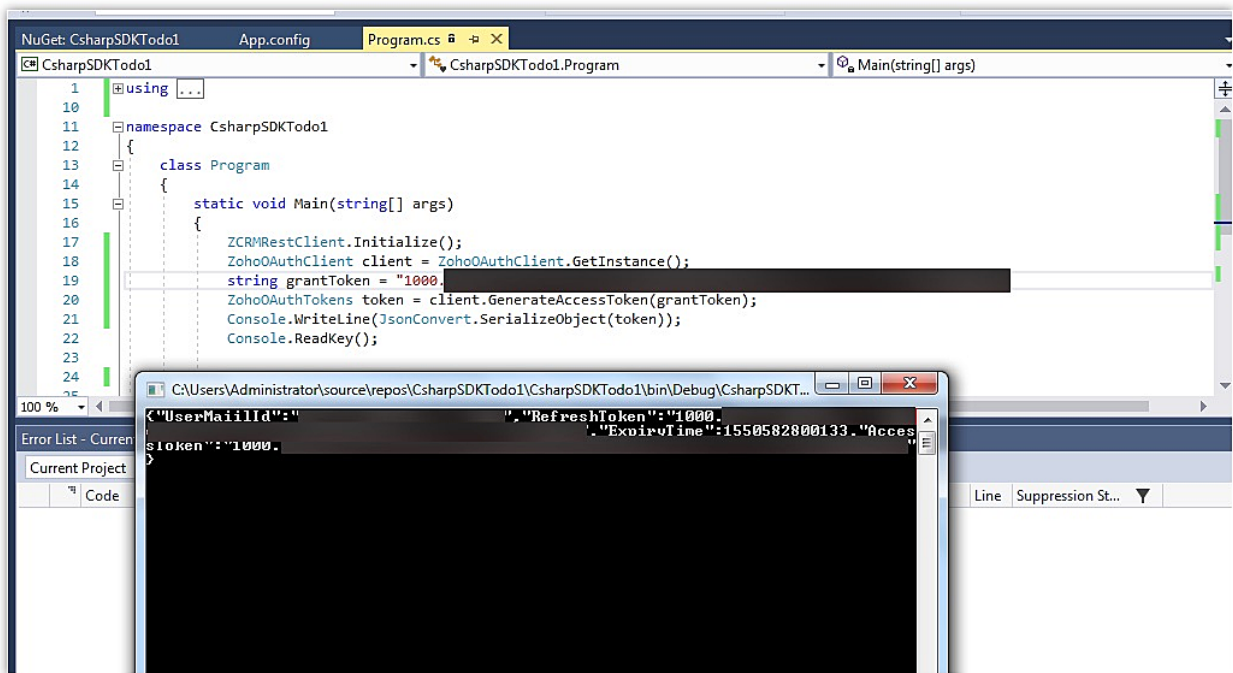 NuGet: CsharpSDKTodo1 App.config Program.cs
C# CsharpSDKTodo1 CsharpSDKTodo1.Program Main(string[] args)
1 using ...
10
11 namespace CsharpSDKTodo1
12 {
13 class Program
14 {
15 static void Main(string[] args)
16 {
17 ZCRMRestClient.Initialize();
18 ZohoOAuthClient client = ZohoOAuthClient.GetInstance();
19 string grantToken = "1000.
20 ZohoOAuthTokens token = client.GenerateAccessToken(grantToken);
21 Console.WriteLine(JsonConvert.SerializeObject(token));
22 Console.ReadKey();
23
24
25
100 %
C:\Users\Administrator\source\repos\CsharpSDKTodo1\CsharpSDKTodo1\bin\Debug\CsharpSDKT...
{"UserMaiilId":" ","RefreshToken":"1000.
","ExpiryTime":1550582800133,"Acces
sToken":"1000. "
}
Error List - Curren
Current Project
Code Line Suppression St...